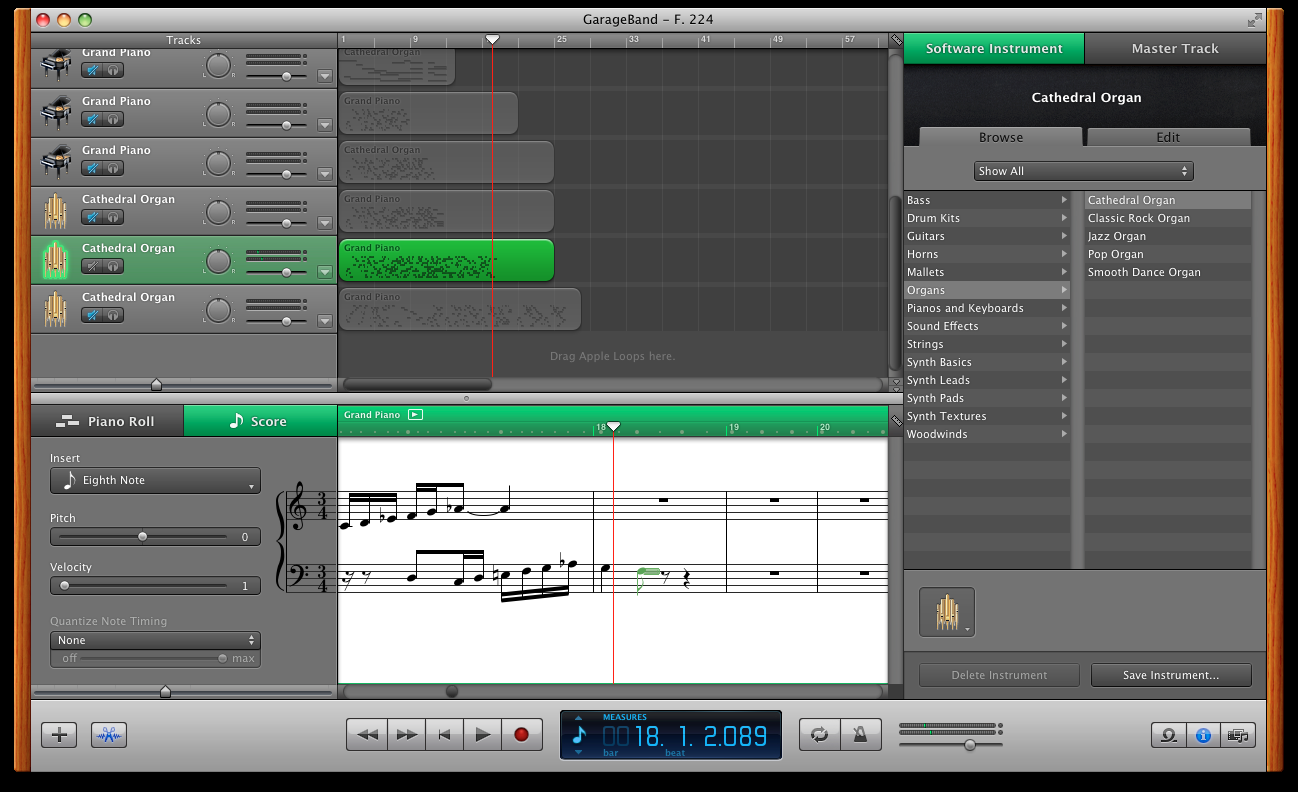 GarageBand – F. 224
Tracks
1 9 25 33 41 49 57
Software Instrument
Master Track
Grand Piano
L R
Cathedral Organ
Grand Piano
L R
Grand Piano
Grand Piano
L R
Cathedral Organ
Cathedral Organ
L R
Grand Piano
Cathedral Organ
L R
Grand Piano
Cathedral Organ
L R
Grand Piano
Drag Apple Loops here.
Cathedral Organ
Browse
Edit
Show All
Bass
Drum Kits
Guitars
Horns
Mallets
Organs
Pianos and Keyboards
Sound Effects
Strings
Synth Basics
Synth Leads
Synth Pads
Synth Textures
Woodwinds
Cathedral Organ
Classic Rock Organ
Jazz Organ
Pop Organ
Smooth Dance Organ
Delete Instrument
Save Instrument...
Piano Roll
Score
Grand Piano
18 19 20
Insert
Eighth Note
Pitch
0
Velocity
1
Quantize Note Timing
None
off max
3
4
3
4
MEASURES
0018. 1. 2.089
bar beat